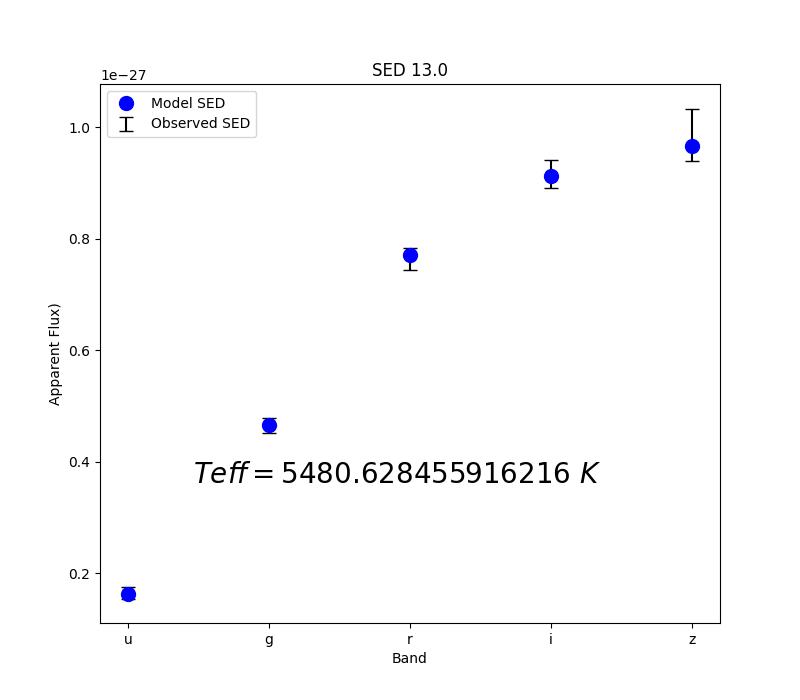 SED 13.0
1e−27
Model SED
Observed SED
1.0
0.8
0.6
0.4
0.2
Apparent Flux)
Teff = 5480.628455916216 K
u g r i z
Band